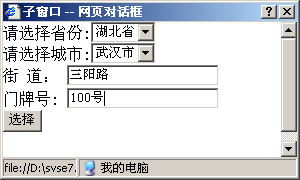 子窗口 -- 网页对话框
请选择省份: 湖北省
请选择城市: 武汉市
街 道: 三阳路
门牌号: 100号
选择
file://D:\svse7. 我的电脑